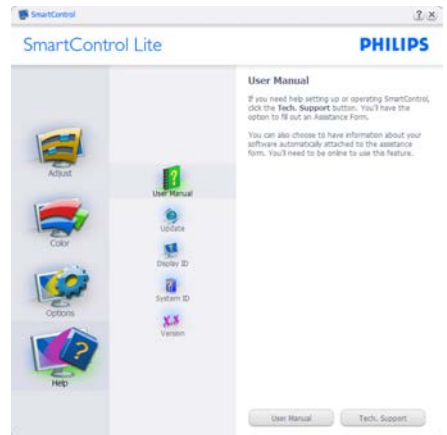 SmartControl
SmartControl Lite
PHILIPS
Adjust
Color
Options
Help
User Manual
Update
Display ID
System ID
X.X
Version
User Manual
If you need help setting up or operating SmartControl,
click the Tech. Support button. You'll have the
option to fill out an Assistance Form.
You can also choose to have information about your
software automatically attached to the assistance
form. You'll need to be online to use this feature.
User Manual
Tech. Support